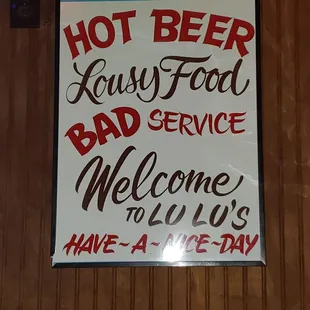 HOT BEER
Lousy Food
BAD SERVICE
Welcome
TO LU LU'S
HAVE~A~NICE~DAY